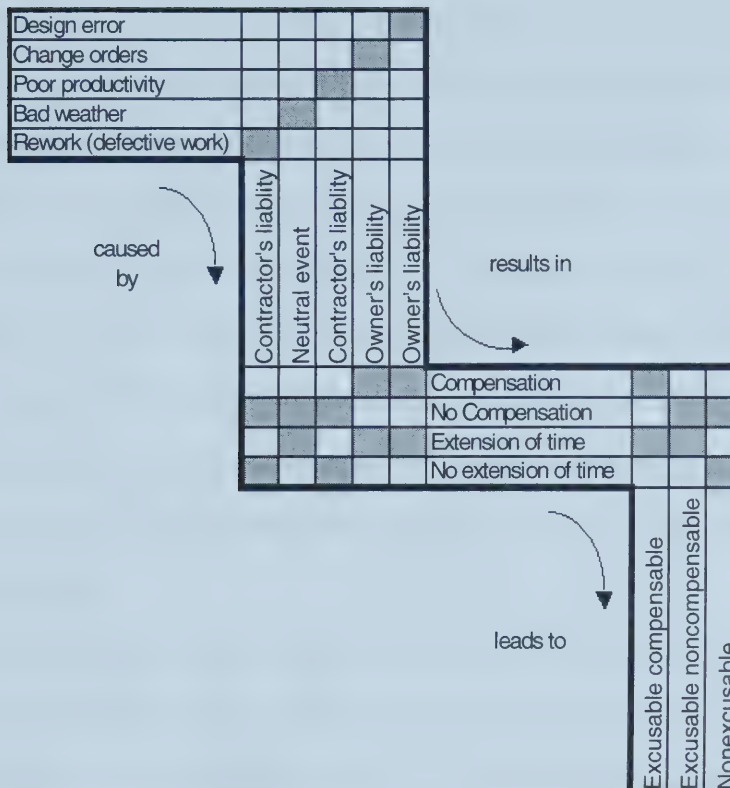 Design error
Change orders
Poor productivity
Bad weather
Rework (defective work)
caused
by
Contractor's liablity
Neutral event
Contractor's liablity
Owner's liability
Owner's liability
results in
Compensation
No Compensation
Extension of time
No extension of time
leads to
Excusable compensable
Excusable noncompensable
Nonexcusable